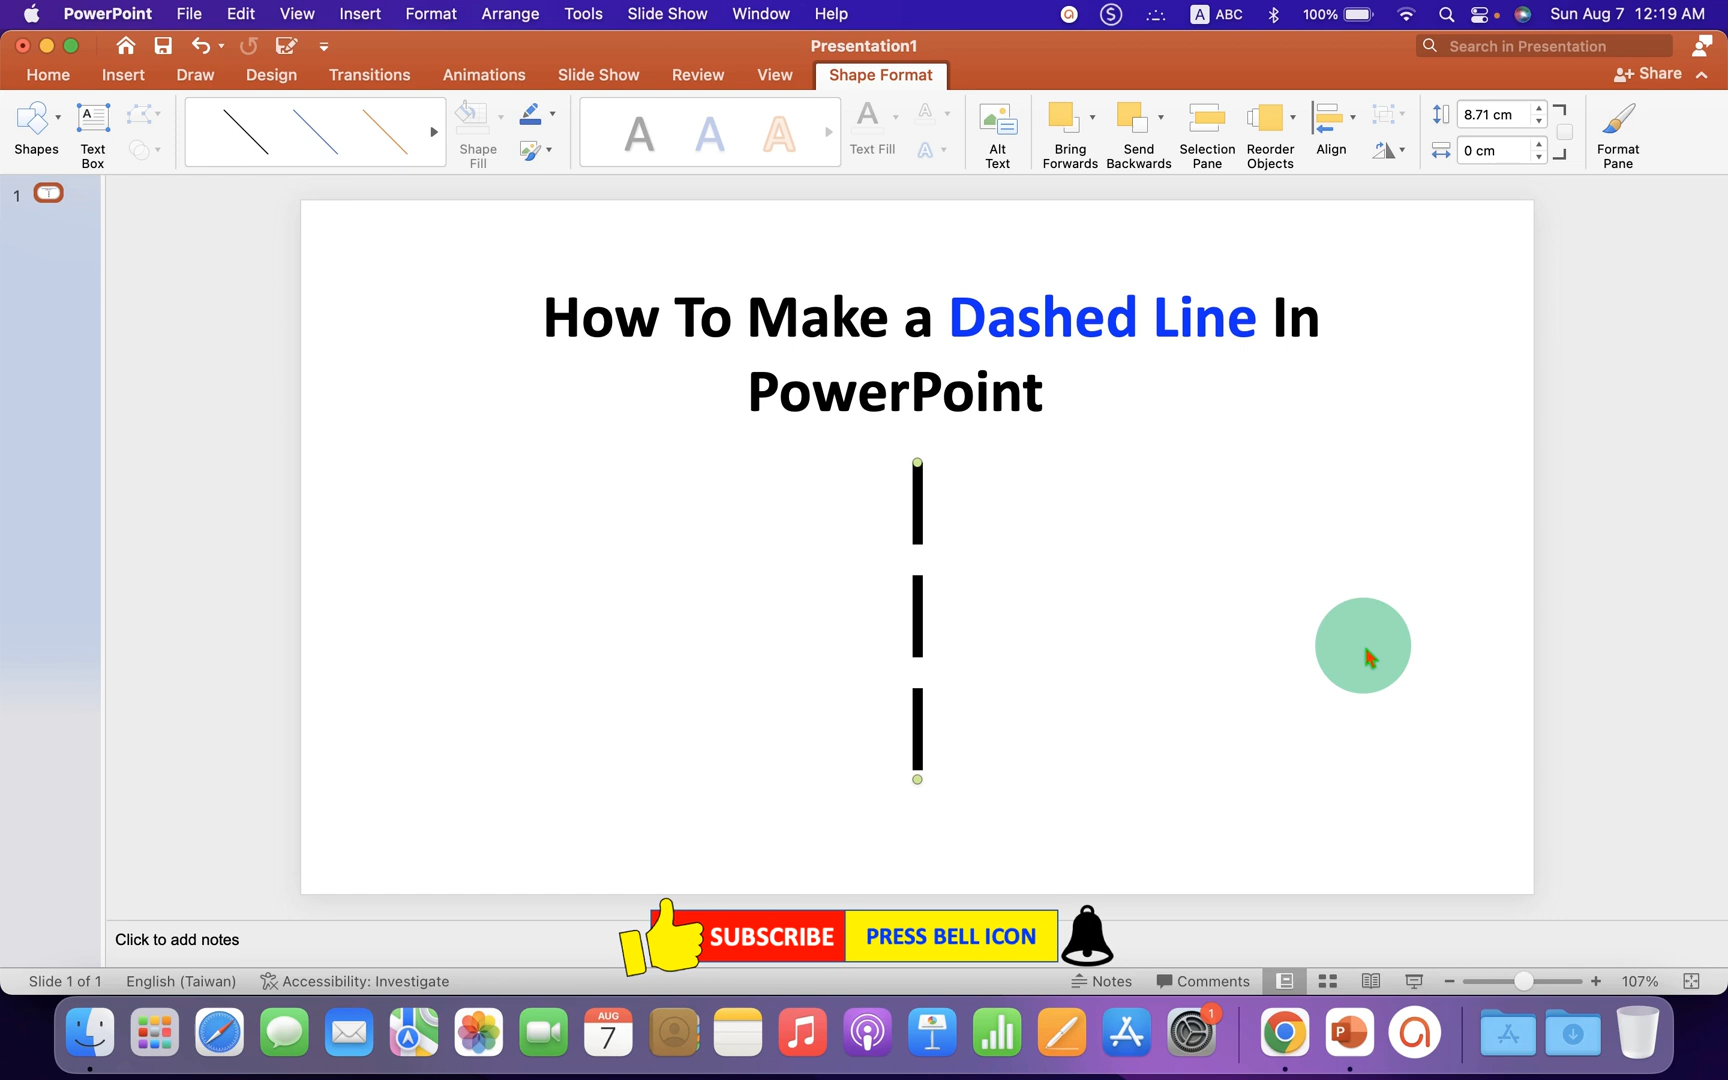 PowerPoint File Edit View Insert Format Arrange Tools Slide Show Window Help A ABC 100% Sun Aug 7 12:19 AM
Presentation1 Search in Presentation
Home Insert Draw Design Transitions Animations Slide Show Review View Shape Format Share
Shapes Text Box Shape Fill A A A Text Fill Alt Text Bring Forwards Send Backwards Selection Pane Reorder Objects Align 8.71 cm Format Pane
0 cm
1
How To Make a Dashed Line In
PowerPoint
Click to add notes
SUBSCRIBE PRESS BELL ICON
Slide 1 of 1 English (Taiwan) Accessibility: Investigate Notes Comments 107%
AUG
7
1